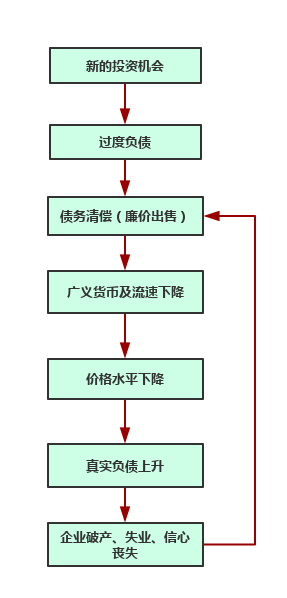 新的投资机会
过度负债
债务清偿（廉价出售）
广义货币及流速下降
价格水平下降
真实负债上升
企业破产、失业、信心
丧失